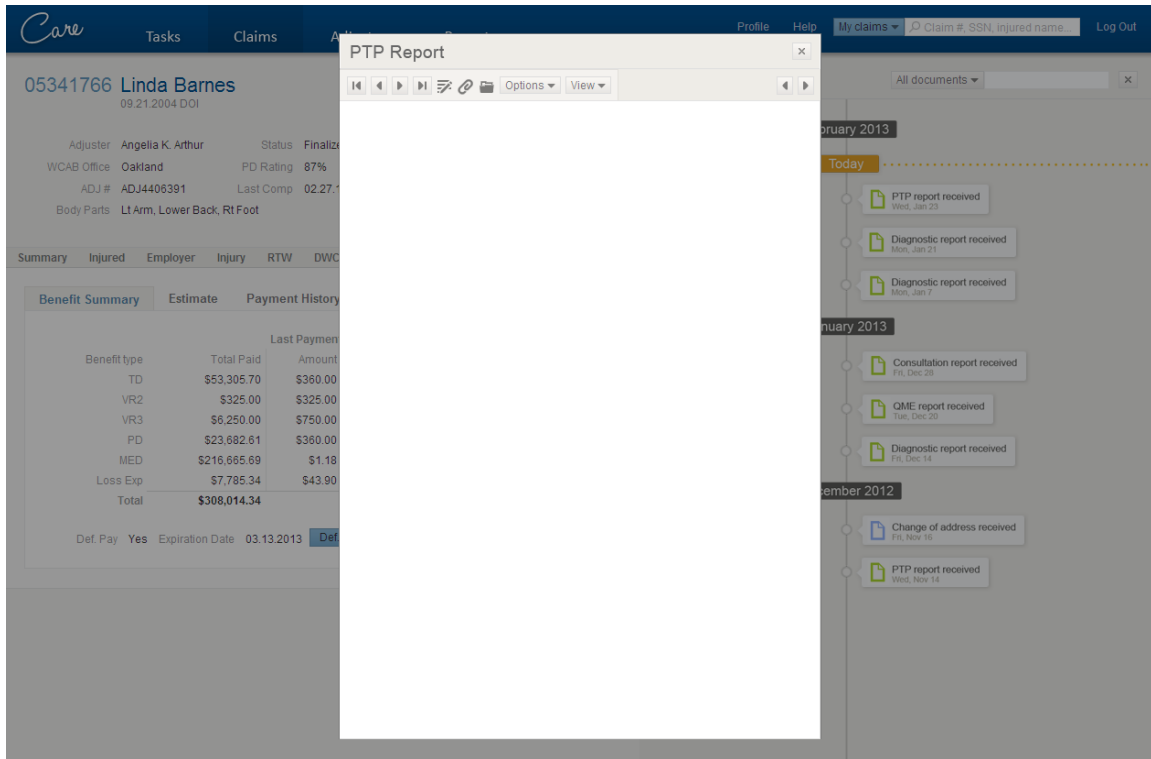 Care
Tasks
Claims
Profile
Help
My claims
Claim #, SSN, injured name...
Log Out
PTP Report
Options
View
05341766 Linda Barnes
09.21.2004 DOI
Adjuster Angelia K. Arthur
Status Finalize
WCAB Office Oakland
PD Rating 87%
ADJ # ADJ4406391
Last Comp 02.27.
Body Parts Lt Arm, Lower Back, Rt Foot
Summary Injured Employer Injury RTW DWC
Benefit Summary Estimate Payment History
Last Paymen
Benefit type Total Paid Amount
TD $53,305.70 $360.00
VR2 $325.00 $325.00
VR3 $6,250.00 $750.00
PD $23,682.61 $360.00
MED $216,665.69 $1.18
Loss Exp $7,785.34 $43.90
Total $308,014.34
Def. Pay Yes Expiration Date 03.13.2013 Def.
All documents
bruary 2013
Today
PTP report received
Wed, Jan 23
Diagnostic report received
Mon, Jan 21
Diagnostic report received
Mon, Jan 7
nuary 2013
Consultation report received
Fri, Dec 28
QME report received
Tue, Dec 20
Diagnostic report received
Fri, Dec 14
cember 2012
Change of address received
Fri, Nov 16
PTP report received
Wed, Nov 14